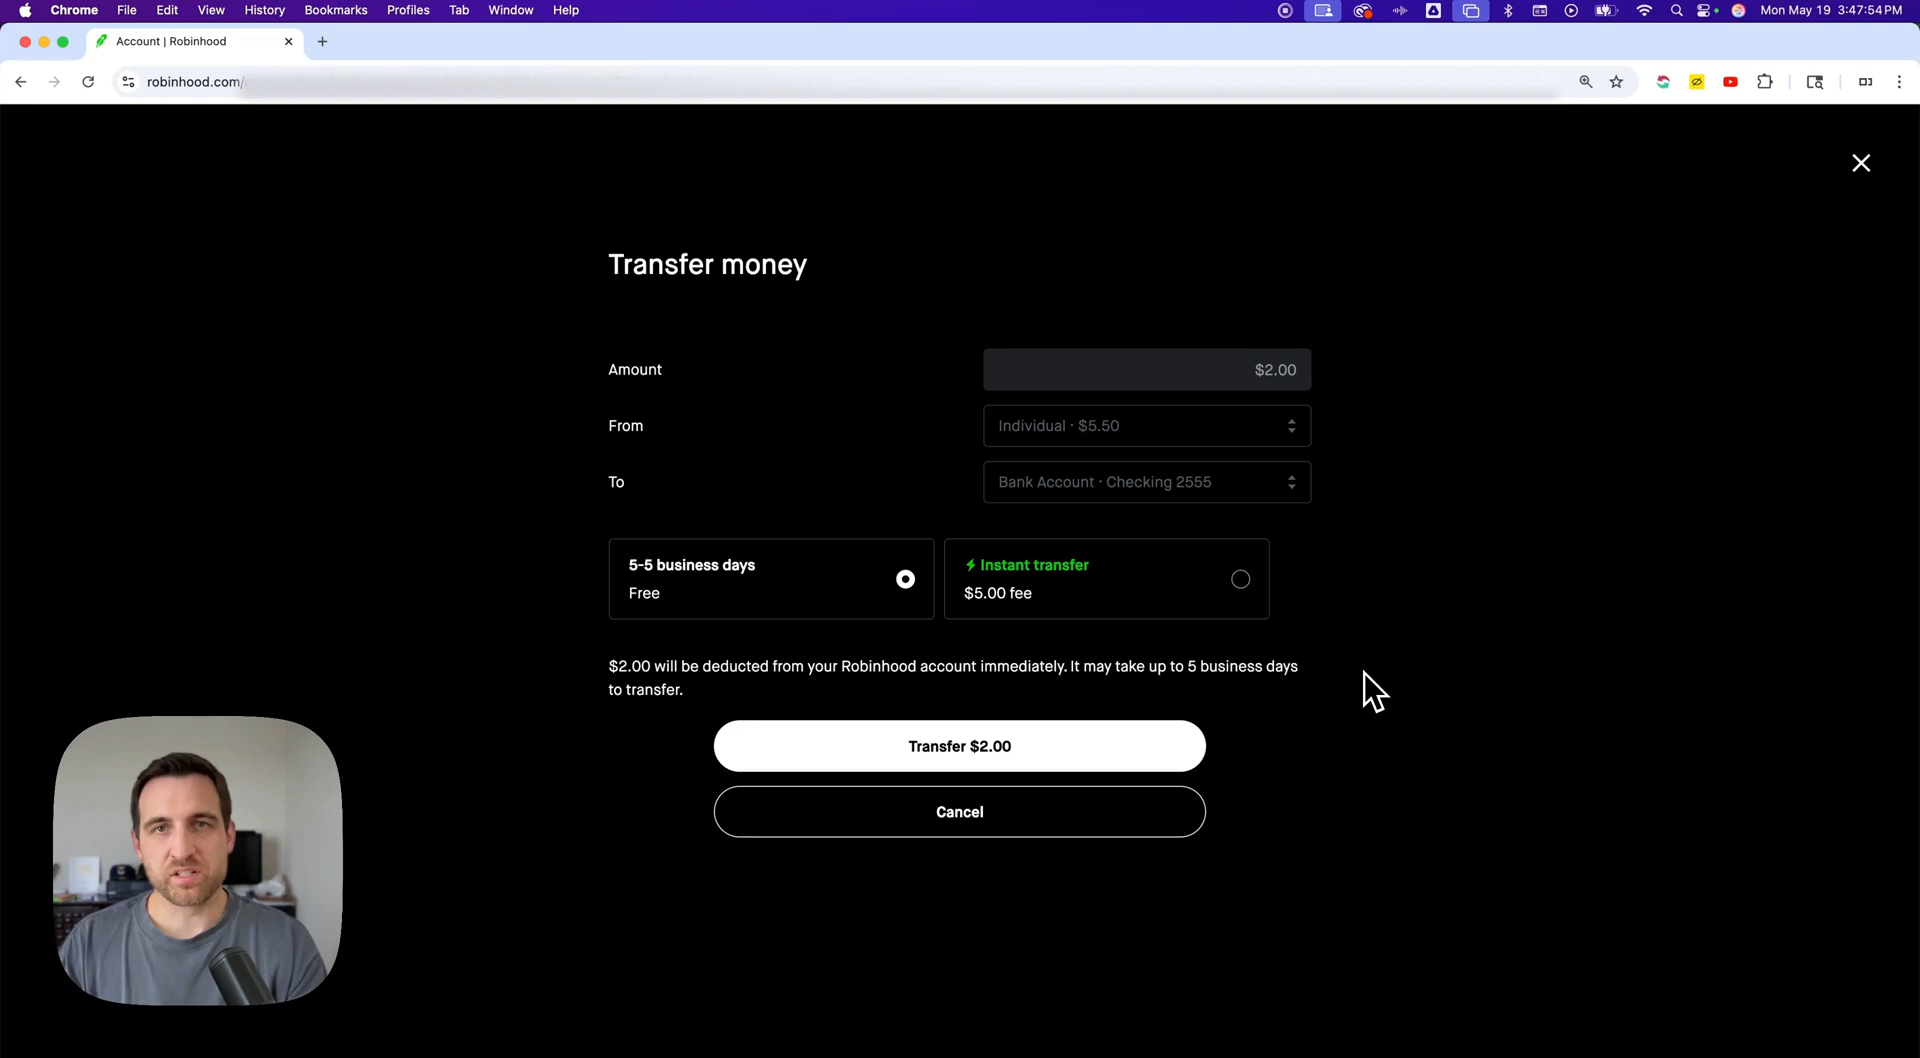 Chrome File Edit View History Bookmarks Profiles Tab Window Help Mon May 19 3:47:54 PM
Account | Robinhood
robinhood.com/
Transfer money
Amount $2.00
From Individual · $5.50
To Bank Account · Checking 2555
5-5 business days
Free
Instant transfer
$5.00 fee
$2.00 will be deducted from your Robinhood account immediately. It may take up to 5 business days
to transfer.
Transfer $2.00
Cancel